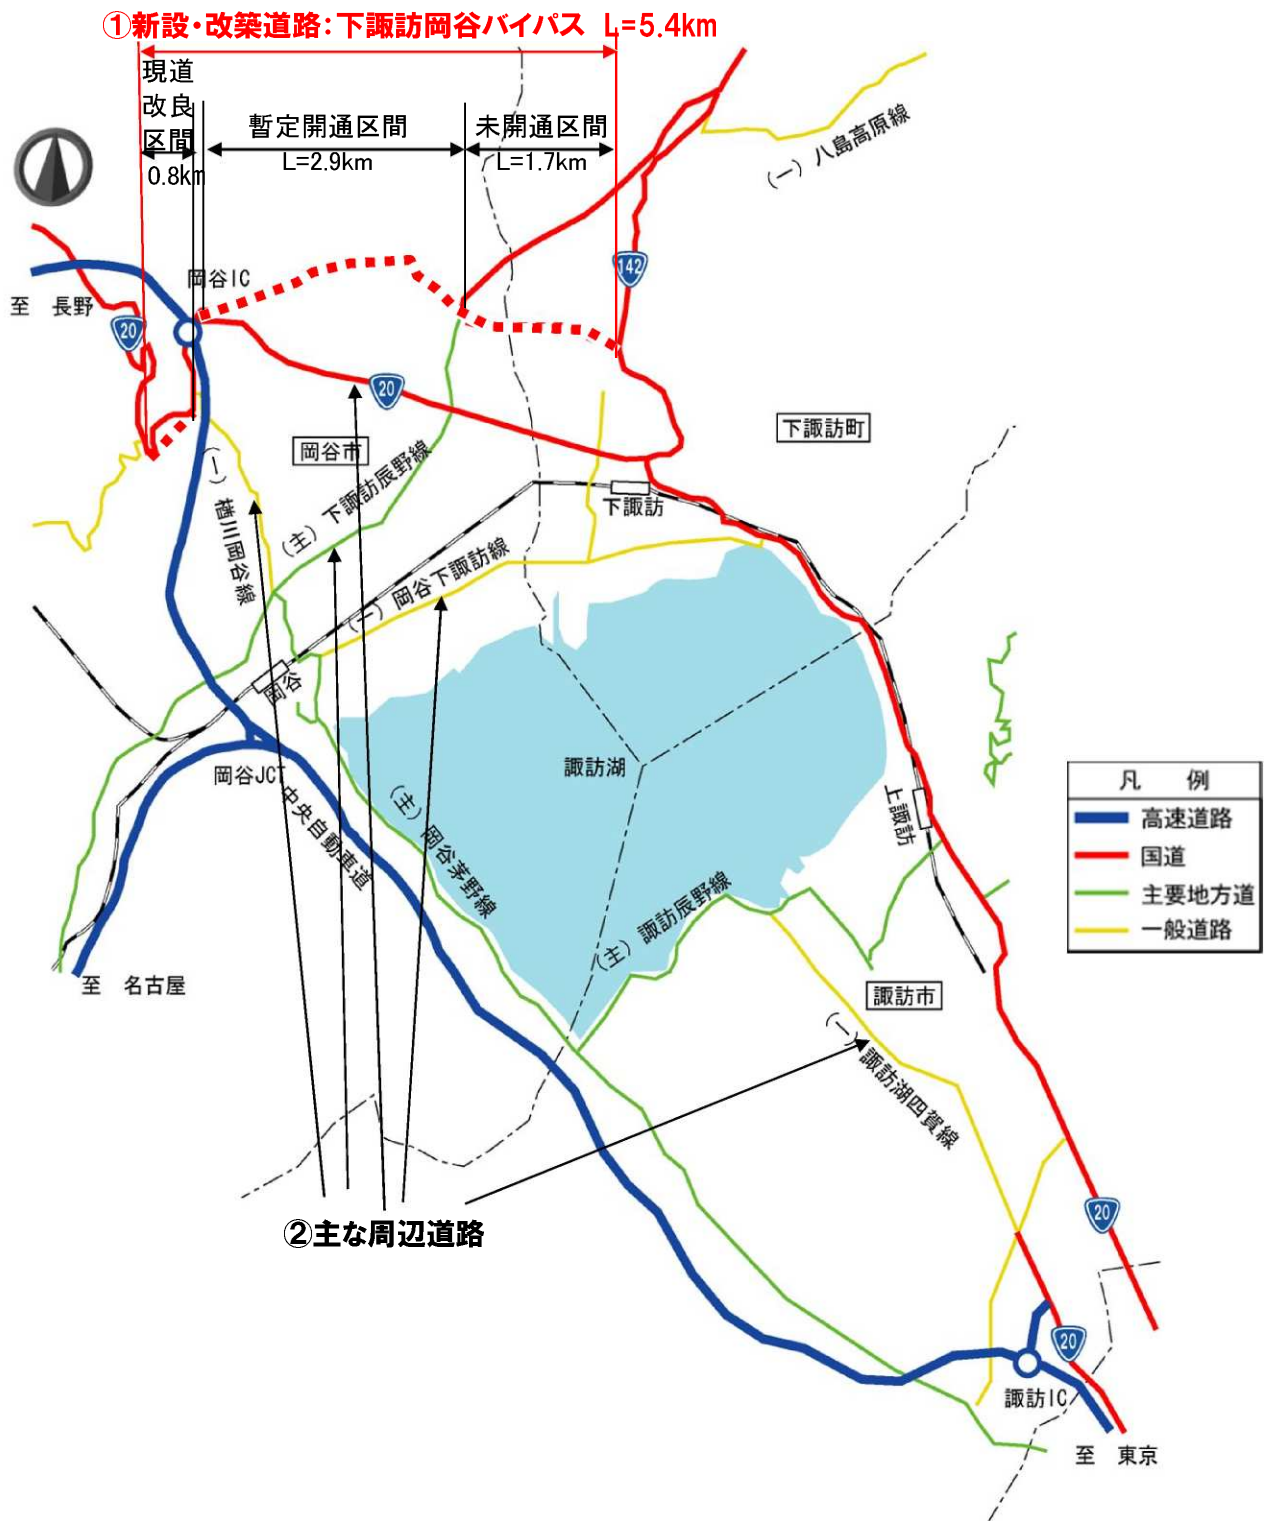 ①新設・改築道路:下諏訪岡谷バイパス L=5.4km
現道
改良
区間
0.8km
暫定開通区間
L=2.9km
未開通区間
L=1.7km
(一)八島高原線
岡谷IC
142
至 長野
20
20
下諏訪町
岡谷市
下諏訪
(一)楢川岡谷線
(主)下諏訪辰野線
(一)岡谷下諏訪線
岡谷
諏訪湖
岡谷JCT
中央自動車道
(主)岡谷茅野線
上諏訪
凡 例
高速道路
国道
主要地方道
一般道路
(主)諏訪辰野線
至 名古屋
諏訪市
(一)諏訪湖四賀線
②主な周辺道路
20
20
諏訪IC
至 東京